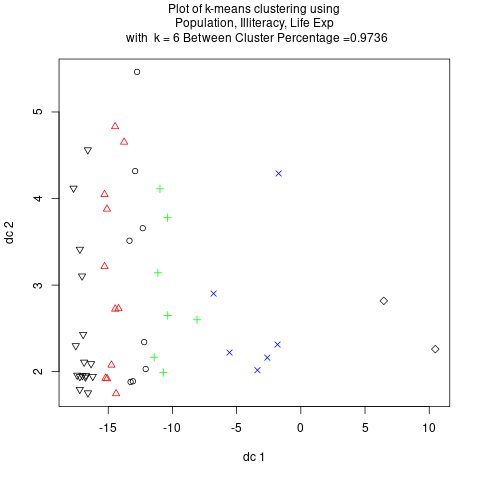 Plot of k-means clustering using
Population, Illiteracy, Life Exp
with k = 6 Between Cluster Percentage =0.9736
5
4
3
2
dc 2
-15 -10 -5 0 5 10
dc 1